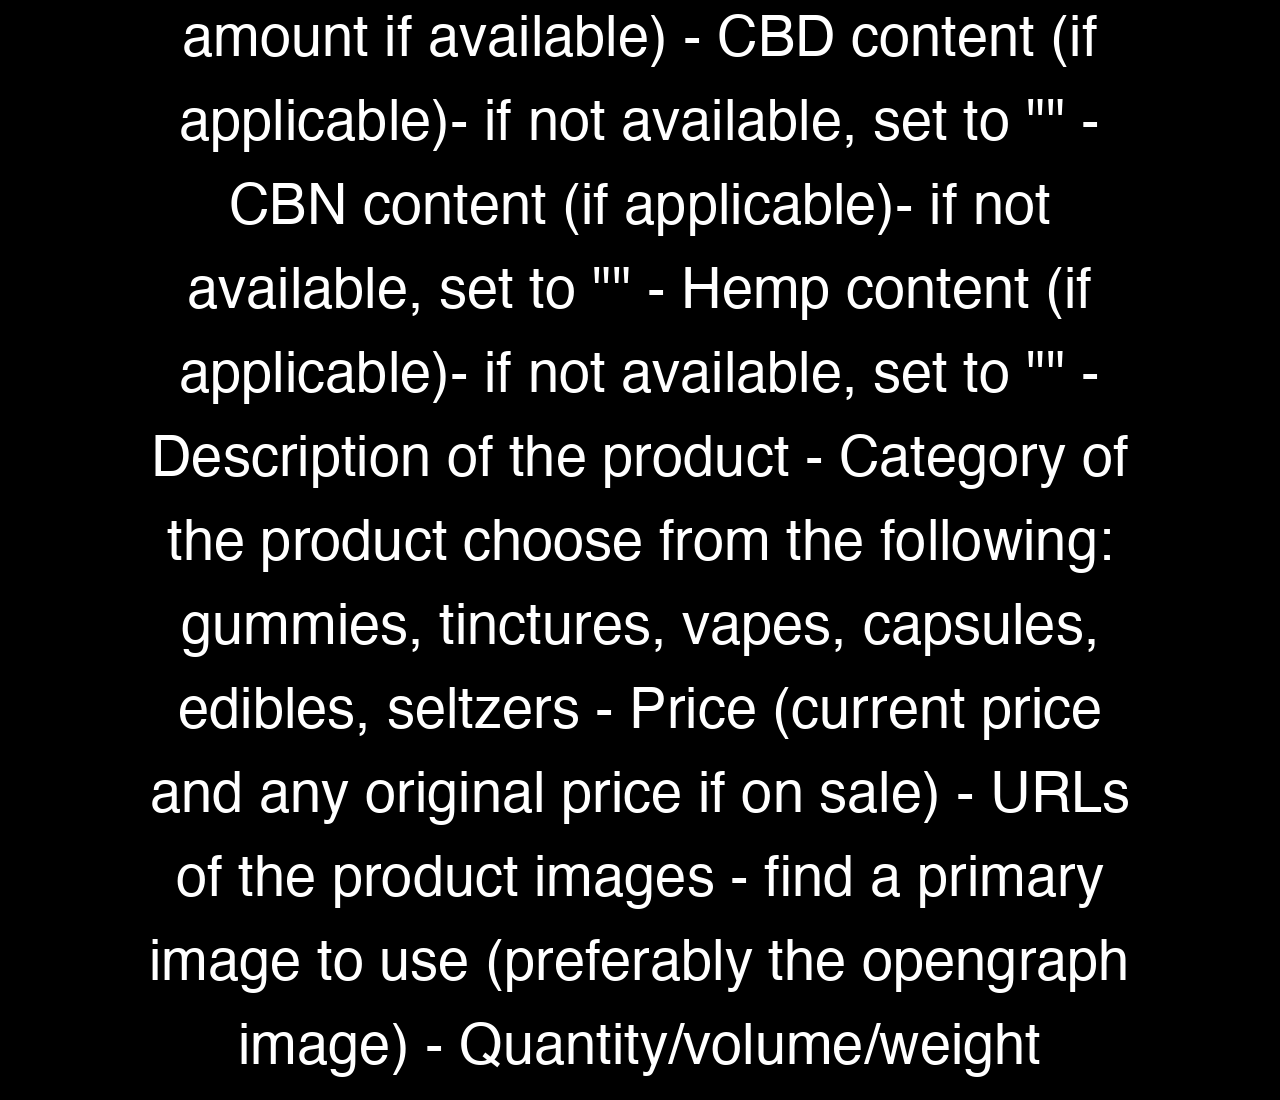 amount if available) - CBD content (if
applicable)- if not available, set to "" -
CBN content (if applicable)- if not
available, set to "" - Hemp content (if
applicable)- if not available, set to "" -
Description of the product - Category of
the product choose from the following:
gummies, tinctures, vapes, capsules,
edibles, seltzers - Price (current price
and any original price if on sale) - URLs
of the product images - find a primary
image to use (preferably the opengraph
image) - Quantity/volume/weight